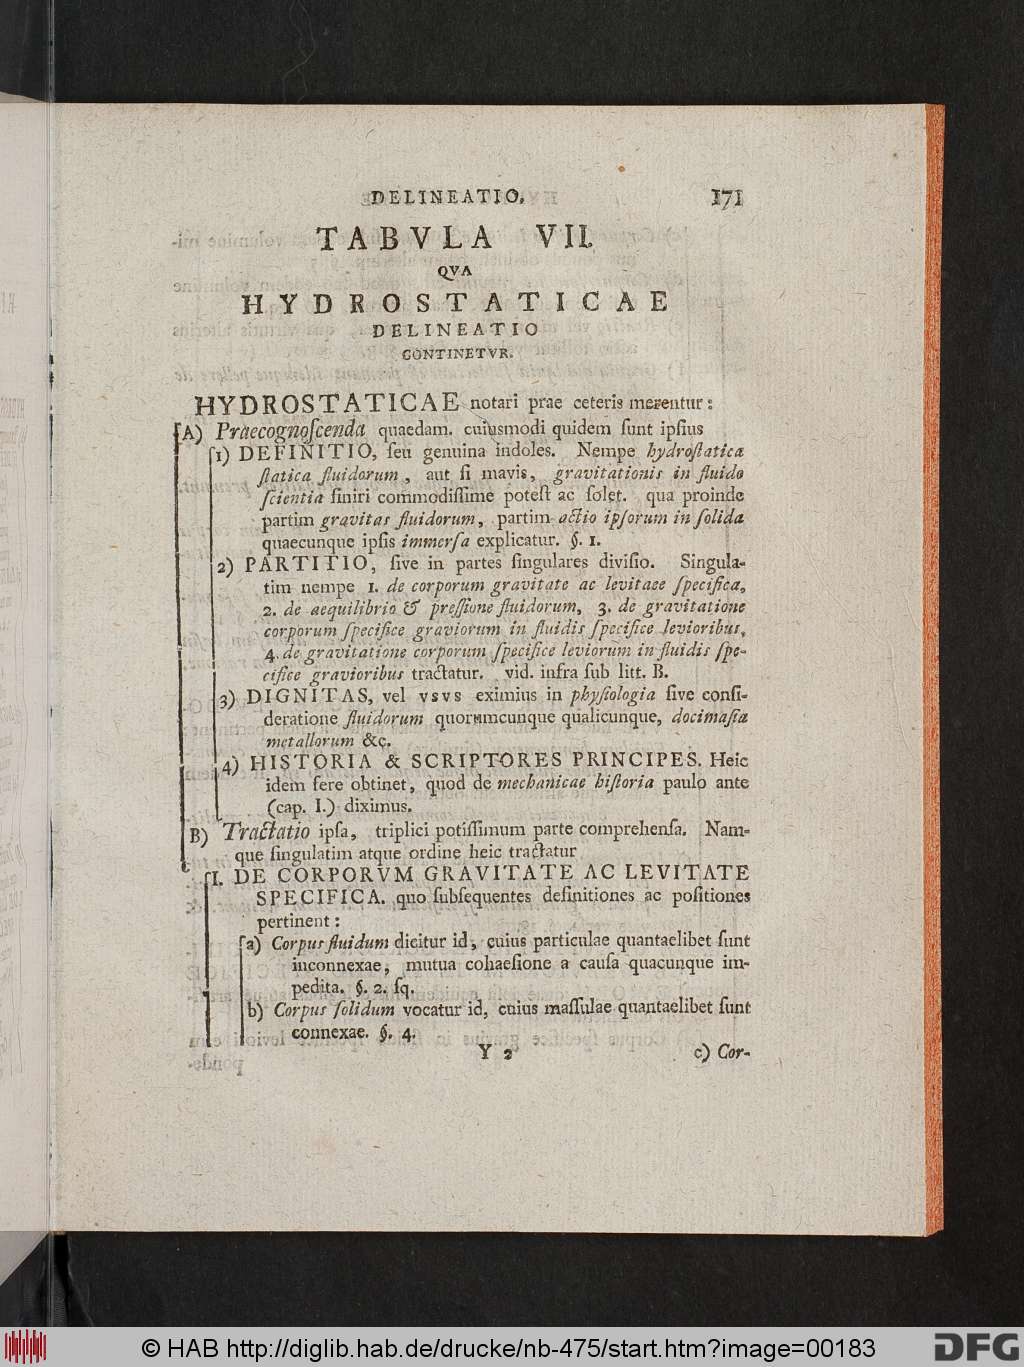 DELINEATIO. 171
TABVLA VII.
QVA
HYDROSTATICAE
DELINEATIO
CONTINETVR.
HYDROSTATICAE notari prae ceteris merentur:
A) Praecognoſcenda quaedam. cuiusmodi quidem ſunt ipſius
1) DEFINITIO, ſeu genuina indoles. Nempe hydroſtatica
ſtatica fluidorum, aut ſi mavis, gravitationis in fluido
ſcientia finiri commodiſſime poteſt ac ſolet. qua proinde
partim gravitas fluidorum, partim actio ipſorum in ſolida
quaecunque ipſis immerſa explicatur. §. 1.
2) PARTITIO, ſive in partes ſingulares diviſio. Singula-
tim nempe 1. de corporum gravitate ac levitate ſpecifica,
2. de aequilibrio & preſſione fluidorum, 3. de gravitatione
corporum ſpecifice graviorum in fluidis ſpecifice levioribus,
4. de gravitatione corporum ſpecifice leviorum in fluidis ſpe-
cifice gravioribus tractatur. vid. infra ſub litt. B.
3) DIGNITAS, vel vsvs eximius in phyſiologia ſive conſi-
deratione fluidorum quorumcunque qualicunque, docimaſia
metallorum &c.
4) HISTORIA & SCRIPTORES PRINCIPES. Heic
idem fere obtinet, quod de mechanicae hiſtoria paulo ante
(cap. I.) diximus.
B) Tractatio ipſa, triplici potiſſimum parte comprehenſa. Nam-
que ſingulatim atque ordine heic tractatur
I. DE CORPORVM GRAVITATE AC LEVITATE
SPECIFICA. quo ſubſequentes definitiones ac poſitiones
pertinent:
a) Corpus fluidum dicitur id, cuius particulae quantaelibet ſunt
inconnexae, mutua cohaeſione a cauſa quacunque im-
pedita. §. 2. ſq.
b) Corpus ſolidum vocatur id, cuius maſſulae quantaelibet ſunt
connexae. §. 4.
Y 2 c) Cor-
© HAB http://diglib.hab.de/drucke/nb-475/start.htm?image=00183 DFG